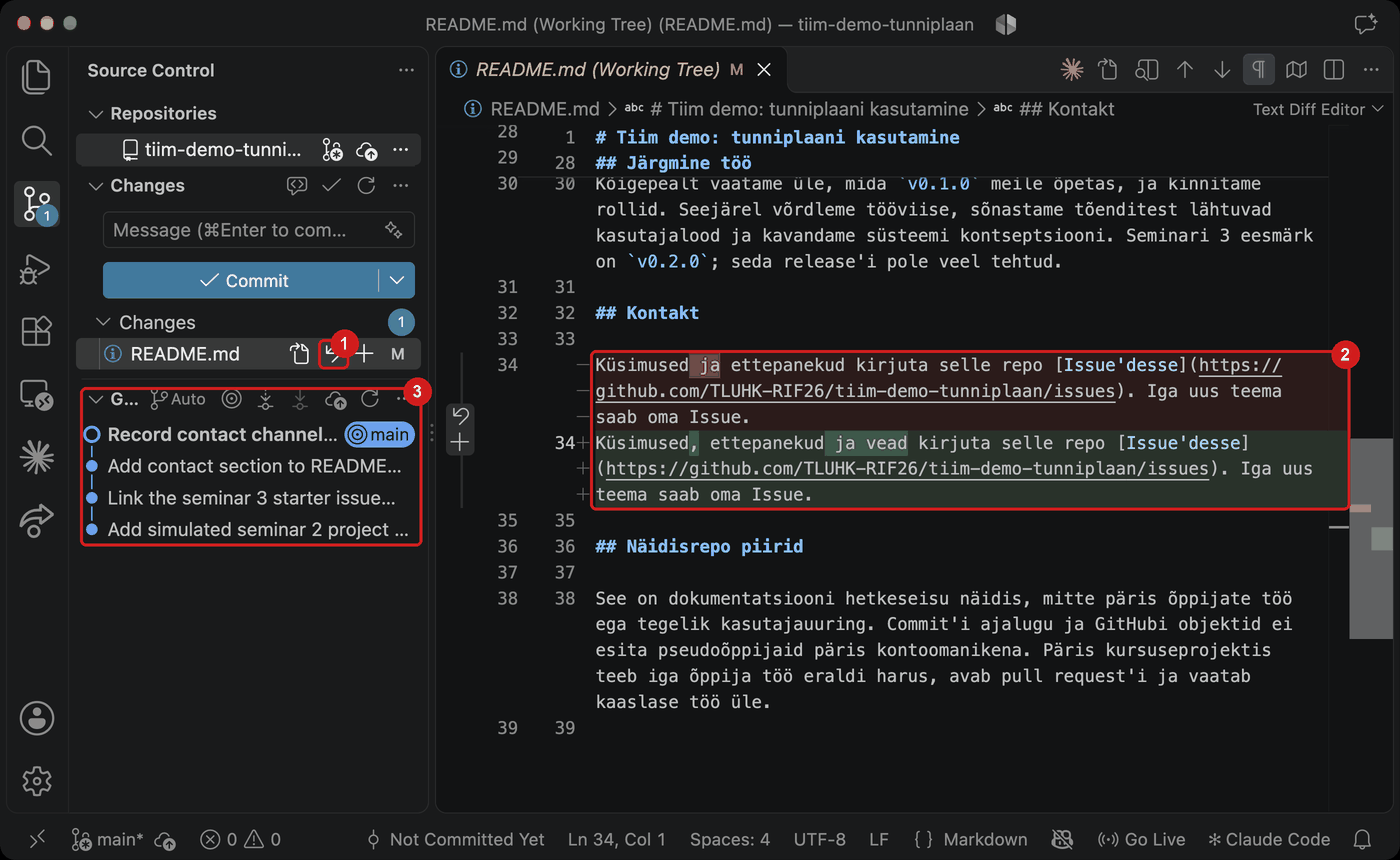 README.md (Working Tree) (README.md) — tiim-demo-tunniplaan
Source Control
Repositories
tiim-demo-tunni...
Changes
Message (⌘Enter to com...
Commit
Changes
1
README.md
1
M
G...
Auto
3
Record contact channel...
main
Add contact section to README...
Link the seminar 3 starter issue...
Add simulated seminar 2 project ...
1
README.md (Working Tree) M
README.md > abc # Tiim demo: tunniplaani kasutamine > abc ## Kontakt
Text Diff Editor
28 1 # Tiim demo: tunniplaani kasutamine
29 28 ## Järgmine töö
30 30 Kõigepealt vaatame üle, mida `v0.1.0` meile õpetas, ja kinnitame
rollid. Seejärel võrdleme tööviise, sõnastame tõenditest lähtuvad
kasutajalood ja kavandame süsteemi kontseptsiooni. Seminari 3 eesmärk
on `v0.2.0`; seda release'i pole veel tehtud.
31 31
32 32 ## Kontakt
33 33
2
34 —Küsimused ja ettepanekud kirjuta selle repo [Issue'desse](https://
—github.com/TLUHK-RIF26/tiim-demo-tunniplaan/issues). Iga uus teema
—saab oma Issue.
34+Küsimused, ettepanekud ja vead kirjuta selle repo [Issue'desse]
+(https://github.com/TLUHK-RIF26/tiim-demo-tunniplaan/issues). Iga uus
+teema saab oma Issue.
35 35
36 36 ## Näidisrepo piirid
37 37
38 38 See on dokumentatsiooni hetkeseisu näidis, mitte päris õppijate töö
ega tegelik kasutajauuring. Commit'i ajalugu ja GitHubi objektid ei
esita pseudoõppijaid päris kontoomanikena. Päris kursuseprojektis
teeb iga õppija töö eraldi harus, avab pull request'i ja vaatab
kaaslase töö üle.
39 39
main* 0 0 Not Committed Yet Ln 34, Col 1 Spaces: 4 UTF-8 LF { } Markdown Go Live Claude Code